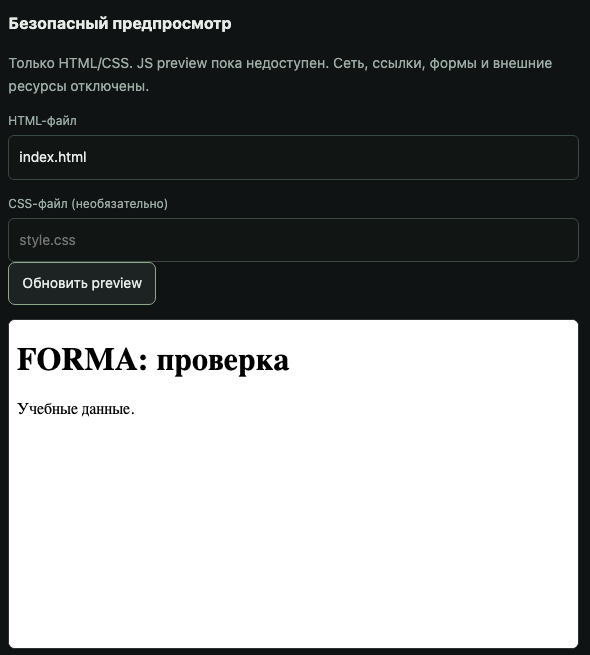 Безопасный предпросмотр
Только HTML/CSS. JS preview пока недоступен. Сеть, ссылки, формы и внешние
ресурсы отключены.
HTML-файл
index.html
CSS-файл (необязательно)
style.css
Обновить preview
FORMA: проверка
Учебные данные.